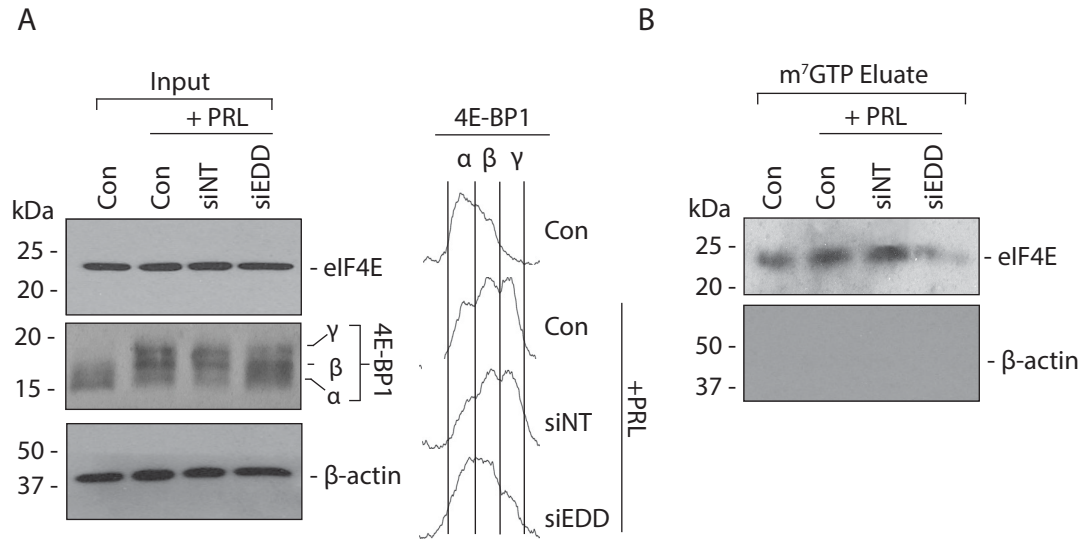 A
Input
+ PRL
Con
Con
siNT
siEDD
kDa
25 -
20 -
- eIF4E
20 -
15 -
γ
β
α
4E-BP1
50 -
37 -
- β-actin
4E-BP1
α β γ
Con
Con
siNT
siEDD
+PRL
B
m⁷GTP Eluate
+ PRL
Con
Con
siNT
siEDD
kDa
25 -
20 -
- eIF4E
50 -
37 -
- β-actin